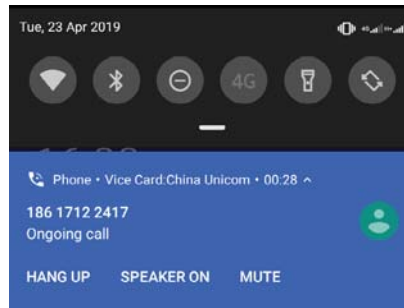 Tue, 23 Apr 2019
4G
Phone • Vice Card:China Unicom • 00:28
186 1712 2417
Ongoing call
HANG UP SPEAKER ON MUTE